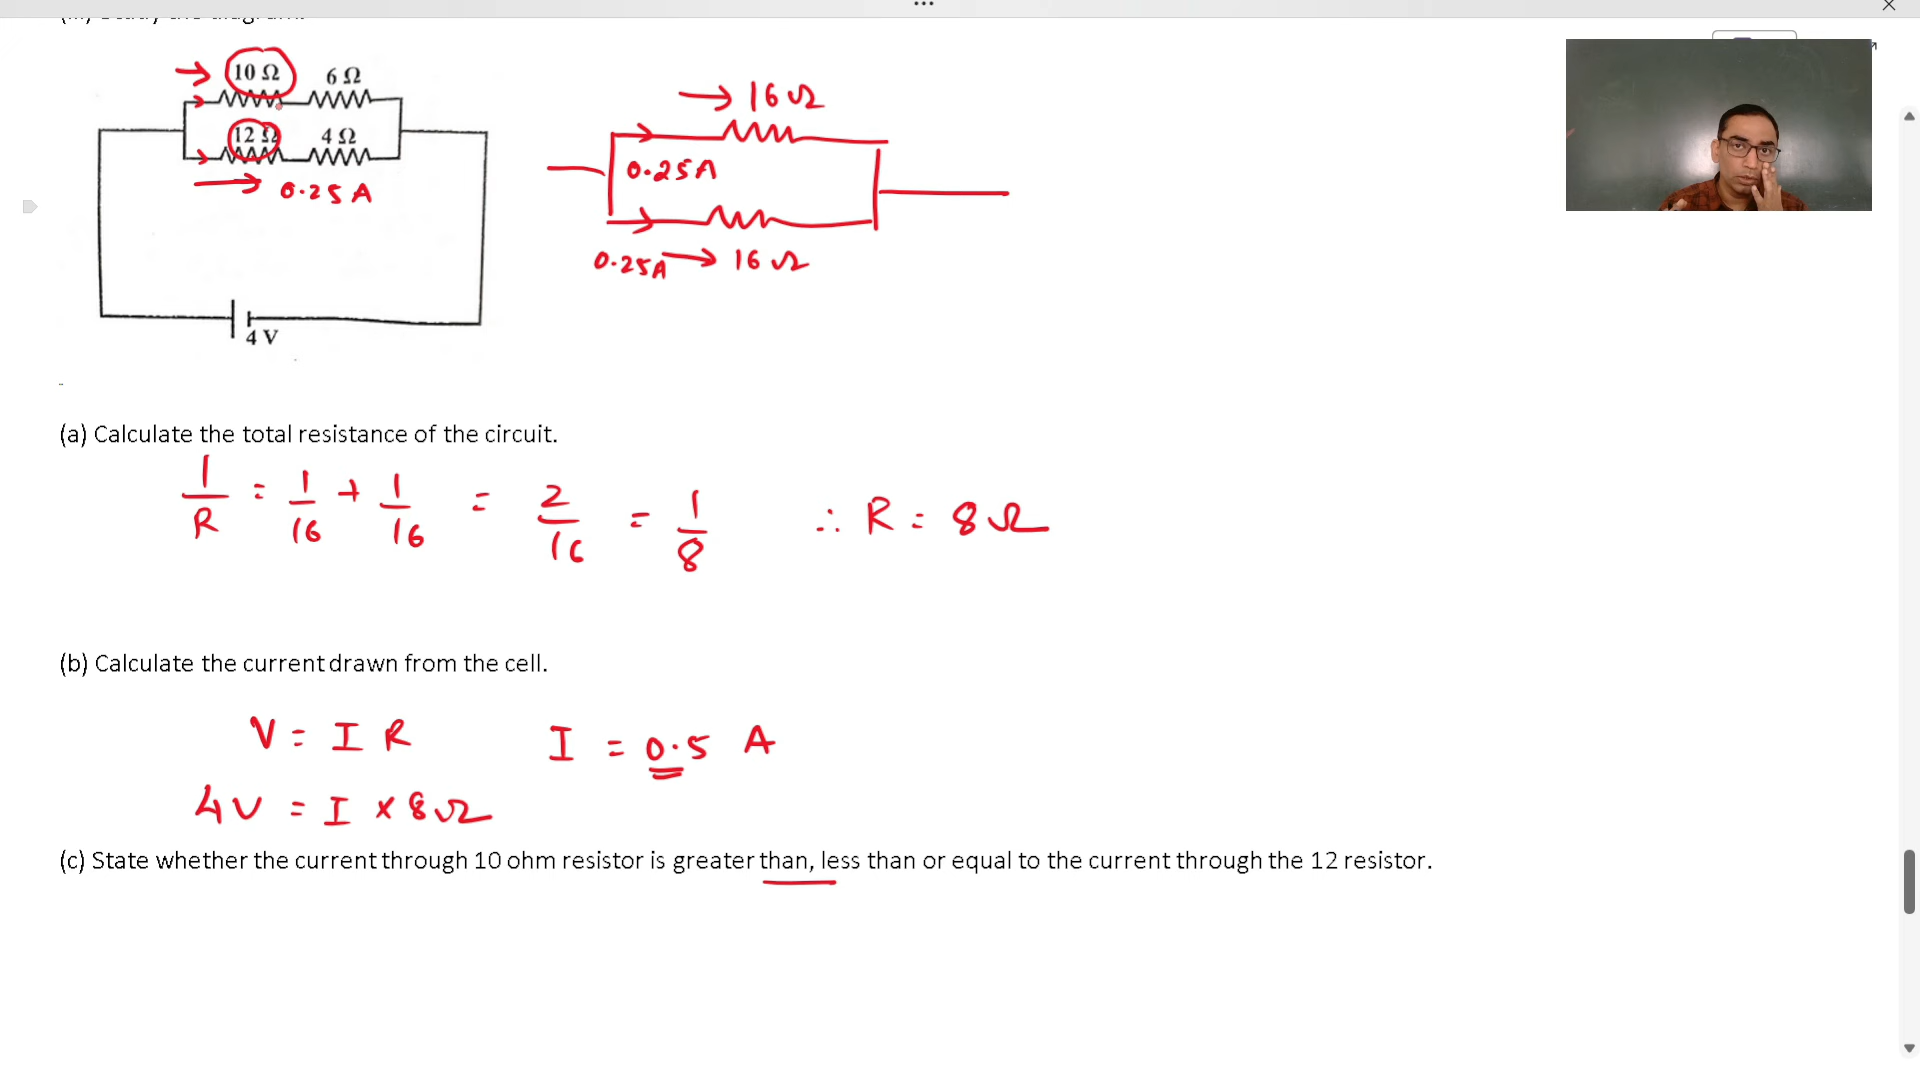 10 Ω 6 Ω
12 Ω 4 Ω
0.25 A
4 V
16 Ω
0.25 A
0.25A 16 Ω
(a) Calculate the total resistance of the circuit.
1/R = 1/16 + 1/16 = 2/16 = 1/8 ∴ R = 8Ω
(b) Calculate the current drawn from the cell.
V = I R I = 0.5 A
4V = I × 8Ω
(c) State whether the current through 10 ohm resistor is greater than, less than or equal to the current through the 12 resistor.